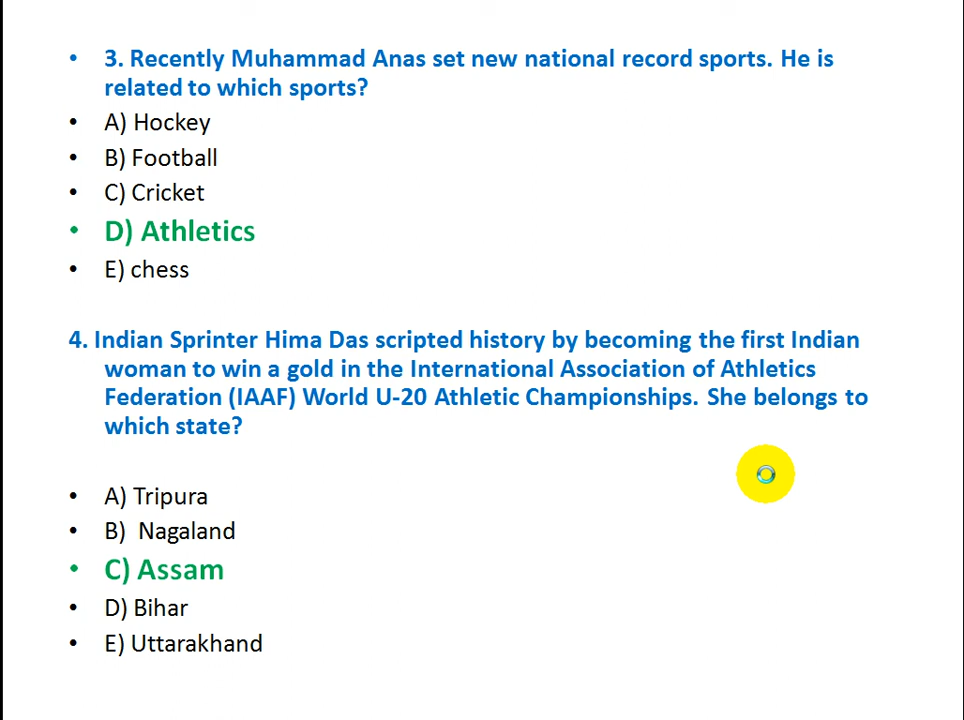 • 3. Recently Muhammad Anas set new national record sports. He is
related to which sports?
• A) Hockey
• B) Football
• C) Cricket
• D) Athletics
• E) chess
4. Indian Sprinter Hima Das scripted history by becoming the first Indian
woman to win a gold in the International Association of Athletics
Federation (IAAF) World U-20 Athletic Championships. She belongs to
which state?
• A) Tripura
• B) Nagaland
• C) Assam
• D) Bihar
• E) Uttarakhand